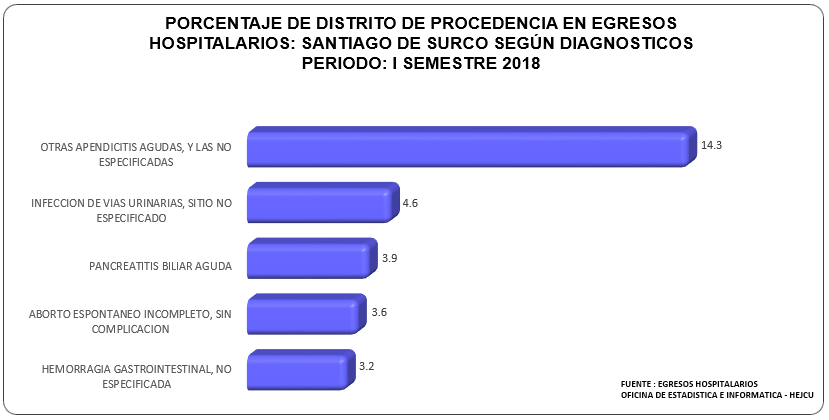 PORCENTAJE DE DISTRITO DE PROCEDENCIA EN EGRESOS
HOSPITALARIOS: SANTIAGO DE SURCO SEGÚN DIAGNOSTICOS
PERIODO: I SEMESTRE 2018
OTRAS APENDICITIS AGUDAS, Y LAS NO
ESPECIFICADAS
14.3
INFECCION DE VIAS URINARIAS, SITIO NO
ESPECIFICADO
4.6
PANCREATITIS BILIAR AGUDA
3.9
ABORTO ESPONTANEO INCOMPLETO, SIN
COMPLICACION
3.6
HEMORRAGIA GASTROINTESTINAL, NO
ESPECIFICADA
3.2
FUENTE : EGRESOS HOSPITALARIOS
OFICINA DE ESTADISTICA E INFORMATICA - HEJCU